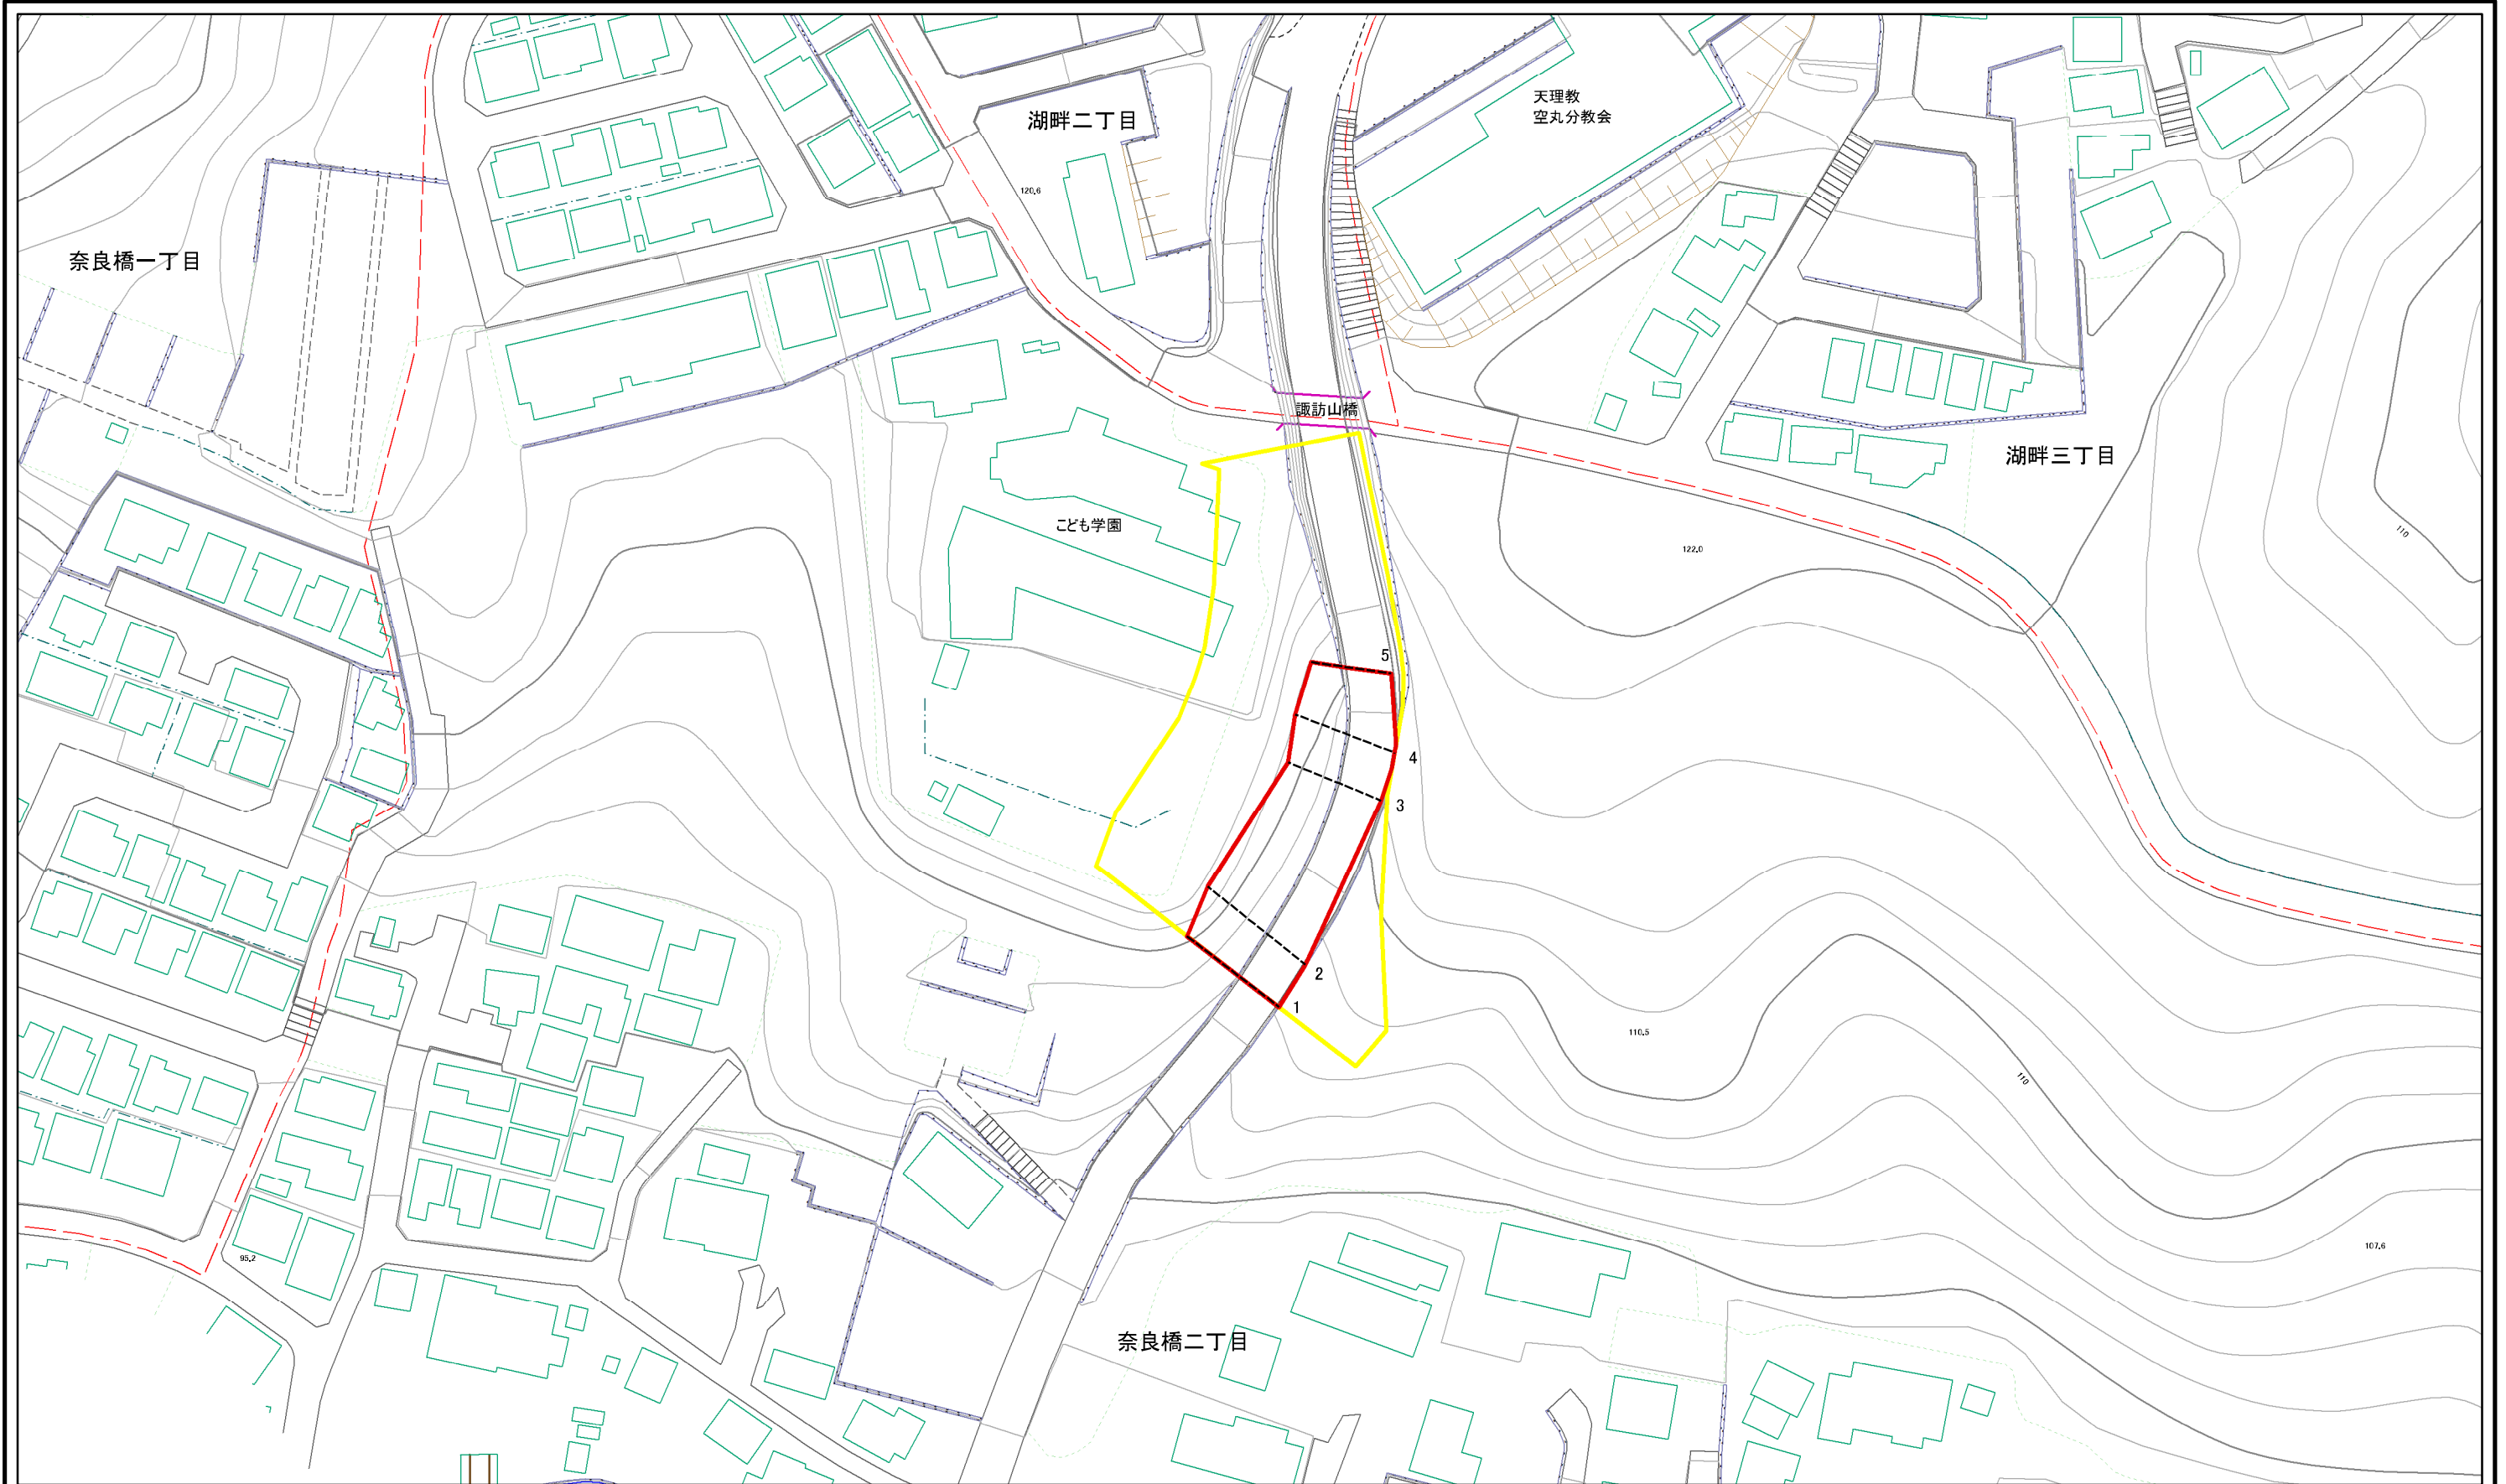 天理教
空丸分教会
湖畔二丁目
120.6
奈良橋一丁目
諏訪山橋
湖畔三丁目
こども学園
110
122.0
5
4
3
2
1
110.5
110
95.2
107.6
奈良橋二丁目